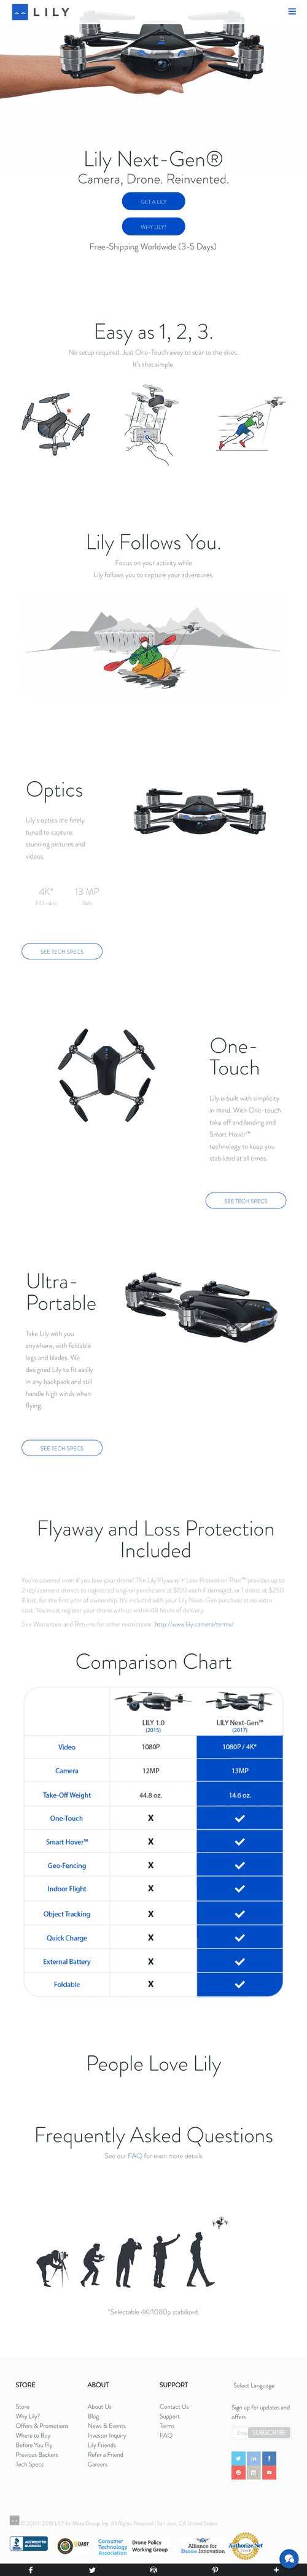 LILY
Lily Next-Gen®
Camera, Drone. Reinvented.
GET A LILY
WHY LILY?
Free-Shipping Worldwide (3-5 Days)
Easy as 1, 2, 3.
No setup required. Just One-Touch away to soar to the skies.
It's that simple.
Lily Follows You.
Focus on your activity while
Lily follows you to capture your adventures.
Optics
Lily's optics are finely
tuned to capture
stunning pictures and
videos.
4K* 13 MP
HD video Stills
SEE TECH SPECS
One-
Touch
Lily is built with simplicity
in mind. With One-touch
take off and landing and
Smart Hover™
technology to keep you
stabilized at all times.
SEE TECH SPECS
Ultra-
Portable
Take Lily with you
anywhere, with foldable
legs and blades. We
designed Lily to fit easily
in any backpack and still
handle high winds when
flying.
SEE TECH SPECS
Flyaway and Loss Protection
Included
You're covered even if you lose your drone! The Lily Flyaway + Loss Protection Plan™ provides up to
2 replacement drones to registered original purchasers at $150 each if damaged, or 1 drone at $250
if lost, for the first year of ownership. It's included with your Lily Next-Gen purchase at no extra
cost. You must register your drone with us within 48 hours of delivery.
See Warranties and Returns for other restrictions: http://www.lily.camera/terms/
Comparison Chart
LILY 1.0 LILY Next-Gen™
(2015) (2017)
Video 1080P 1080P / 4K*
Camera 12MP 13MP
Take-Off Weight 44.8 oz. 14.6 oz.
One-Touch X ✓
Smart Hover™ X ✓
Geo-Fencing X ✓
Indoor Flight X ✓
Object Tracking X ✓
Quick Charge X ✓
External Battery X ✓
Foldable X ✓
People Love Lily
Frequently Asked Questions
See our FAQ for even more details
*Selectable 4K/1080p stabilized.
STORE
Store
Why Lily?
Offers & Promotions
Where to Buy
Before You Fly
Previous Backers
Tech Specs
ABOUT
About Us
Blog
News & Events
Investor Inquiry
Lily Friends
Refer a Friend
Careers
SUPPORT
Contact Us
Support
Terms
FAQ
Select Language
Sign up for updates and
offers
SUBSCRIBE
© 2003-2018 LILY by Mota Group, Inc. All Rights Reserved | San Jose, CA United States
ACCREDITED
BUSINESS
UAST
Consumer
Technology
Association
Drone Policy
Working Group
Alliance for
Drone Innovation
Authorize.Net